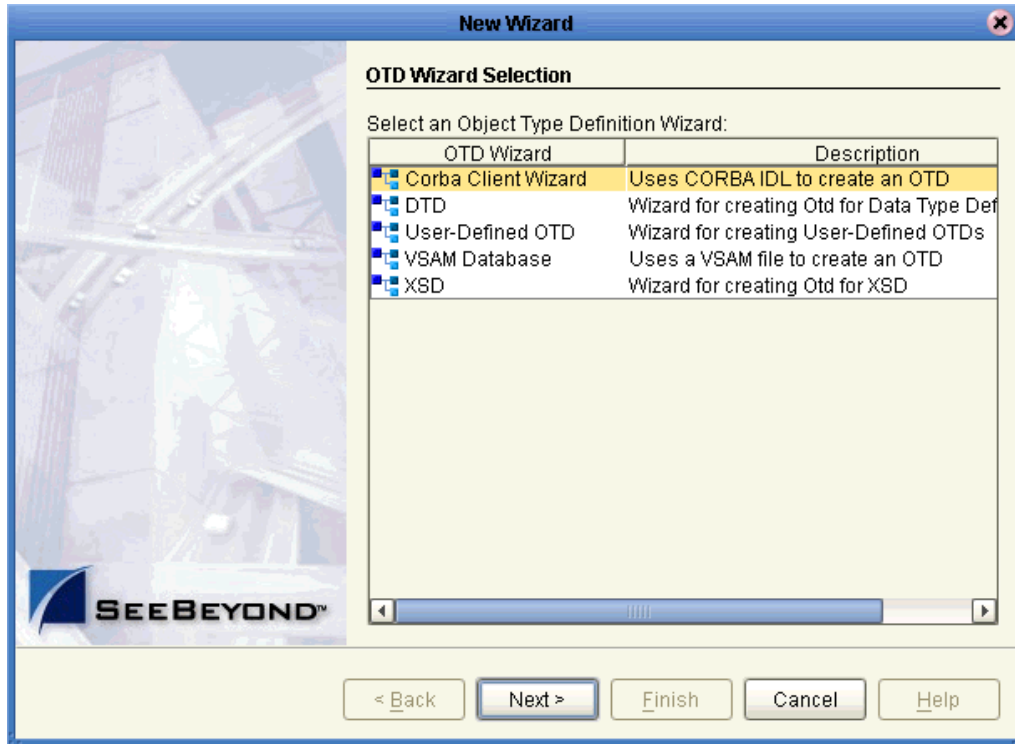 New Wizard
OTD Wizard Selection
Select an Object Type Definition Wizard:
OTD Wizard Description
Corba Client Wizard Uses CORBA IDL to create an OTD
DTD Wizard for creating Otd for Data Type Def
User-Defined OTD Wizard for creating User-Defined OTDs
VSAM Database Uses a VSAM file to create an OTD
XSD Wizard for creating Otd for XSD
SEEBEYOND™
< Back Next > Finish Cancel Help